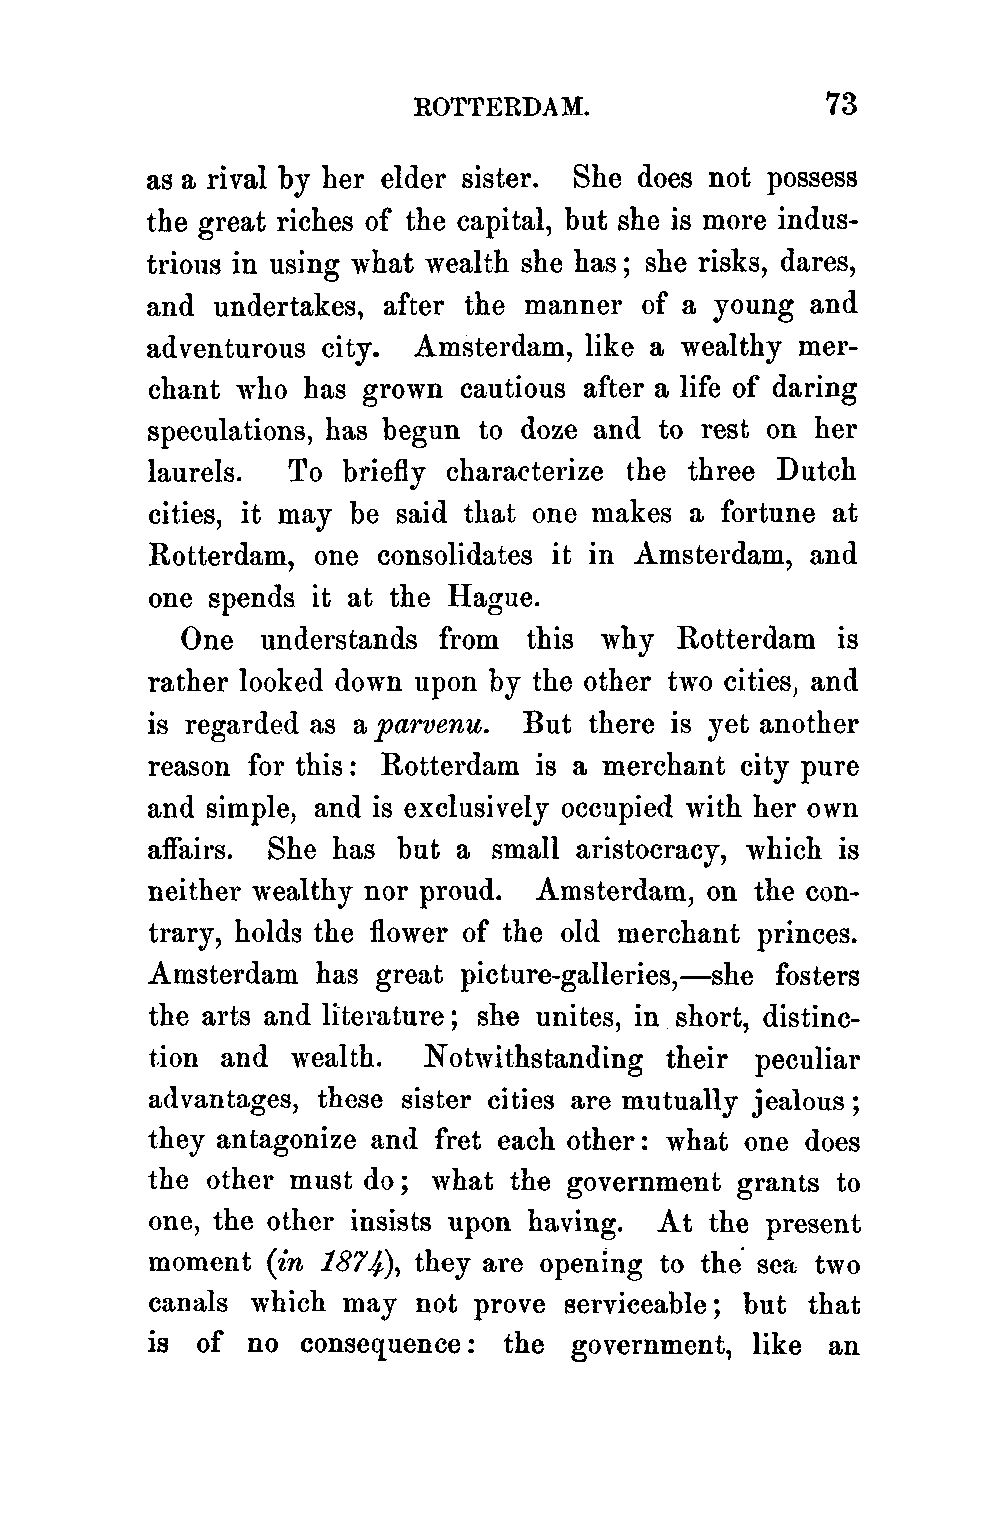 ROTTERDAM. 73
as a rival by her elder sister. She does not possess
the great riches of the capital, but she is more indus-
trious in using what wealth she has; she risks, dares,
and undertakes, after the manner of a young and
adventurous city. Amsterdam, like a wealthy mer-
chant who has grown cautious after a life of daring
speculations, has begun to doze and to rest on her
laurels. To briefly characterize the three Dutch
cities, it may be said that one makes a fortune at
Rotterdam, one consolidates it in Amsterdam, and
one spends it at the Hague.
One understands from this why Rotterdam is
rather looked down upon by the other two cities, and
is regarded as a parvenu. But there is yet another
reason for this: Rotterdam is a merchant city pure
and simple, and is exclusively occupied with her own
affairs. She has but a small aristocracy, which is
neither wealthy nor proud. Amsterdam, on the con-
trary, holds the flower of the old merchant princes.
Amsterdam has great picture-galleries,—she fosters
the arts and literature; she unites, in short, distinc-
tion and wealth. Notwithstanding their peculiar
advantages, these sister cities are mutually jealous;
they antagonize and fret each other: what one does
the other must do; what the government grants to
one, the other insists upon having. At the present
moment (in 1874), they are opening to the sea two
canals which may not prove serviceable; but that
is of no consequence: the government, like an